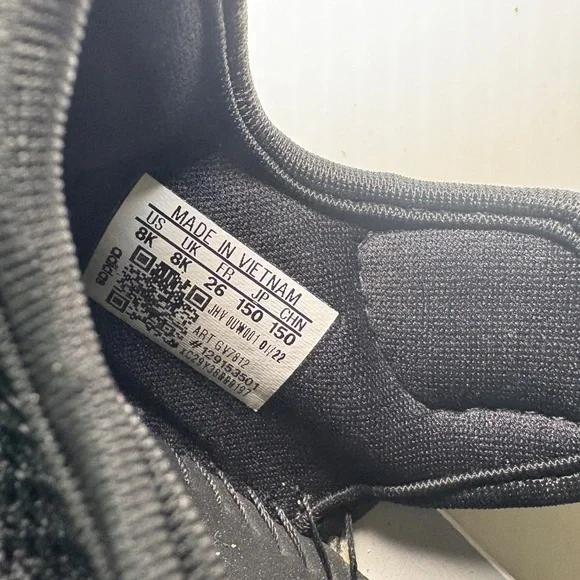 MADE IN VIETNAM
US UK FR JP CHN
8K 8K 26 150 150
adidas
JHV 0UW001 01/22
ART GV7812
#129153501